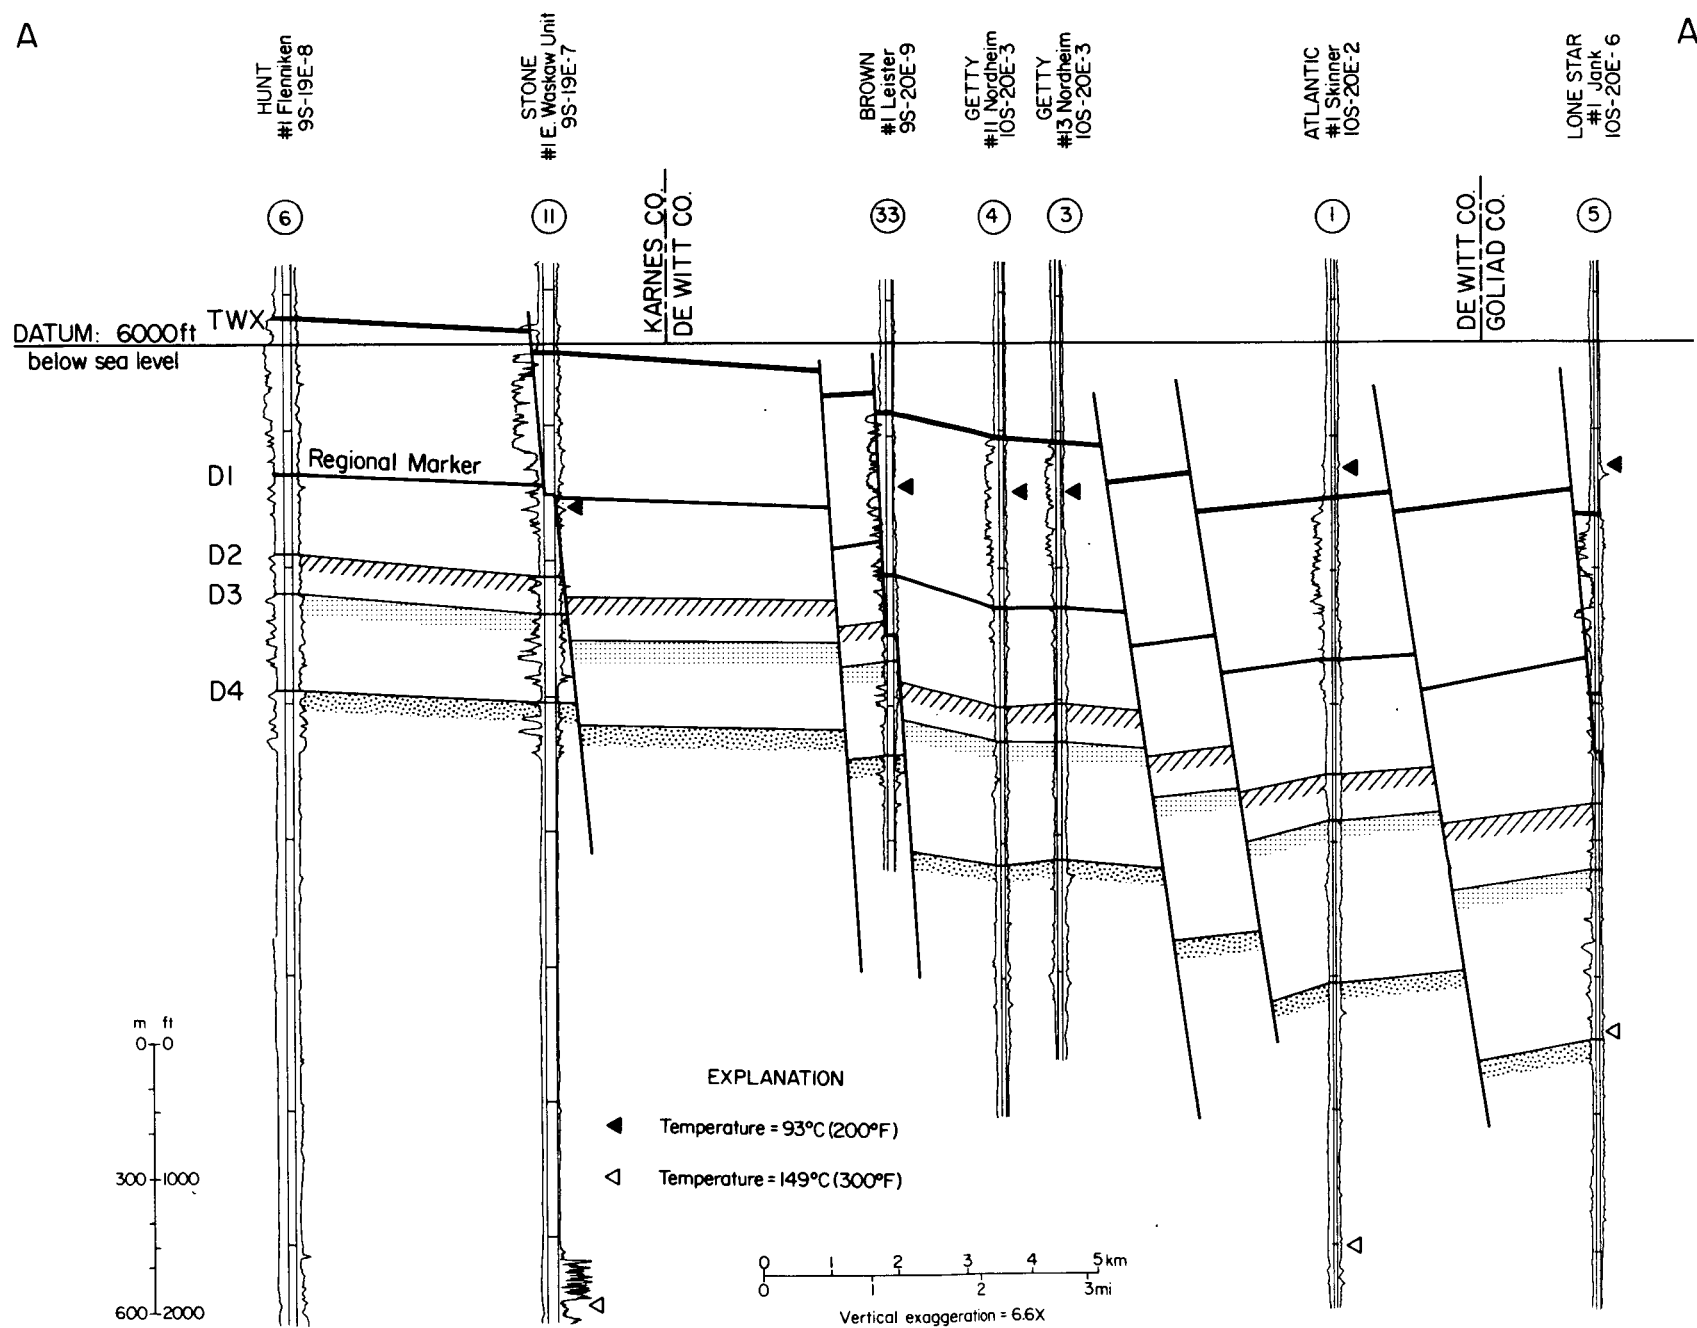 A
A
HUNT
#1 Flenniken
9S-19E-8
STONE
#1 E. Waskaw Unit
9S-19E-7
BROWN
#1 Leister
9S-20E-9
GETTY
#11 Nordheim
10S-20E-3
GETTY
#13 Nordheim
10S-20E-3
ATLANTIC
#1 Skinner
10S-20E-2
LONE STAR
#1 Jank
10S-20E-6
6
11
33
4
3
1
5
KARNES CO.
DE WITT CO.
DE WITT CO.
GOLIAD CO.
TWX
DATUM: 6000ft
below sea level
D1
Regional Marker
D2
D3
D4
m ft
0 0
300 1000
600 2000
EXPLANATION
Temperature = 93°C (200°F)
Temperature = 149°C (300°F)
0 1 2 3 4 5 km
0 1 2 3 mi
Vertical exaggeration = 6.6X